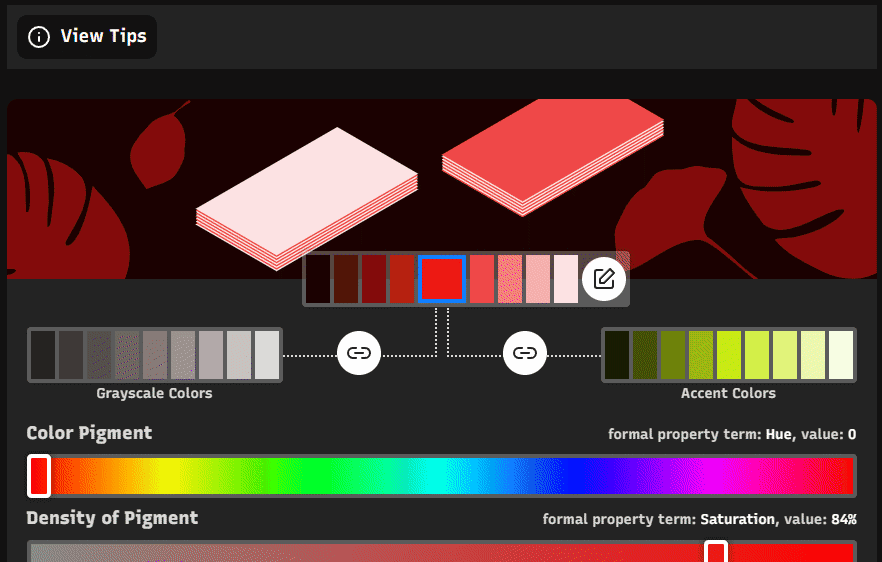 View Tips
Grayscale Colors
Accent Colors
Color Pigment
formal property term: Hue, value: 0
Density of Pigment
formal property term: Saturation, value: 84%